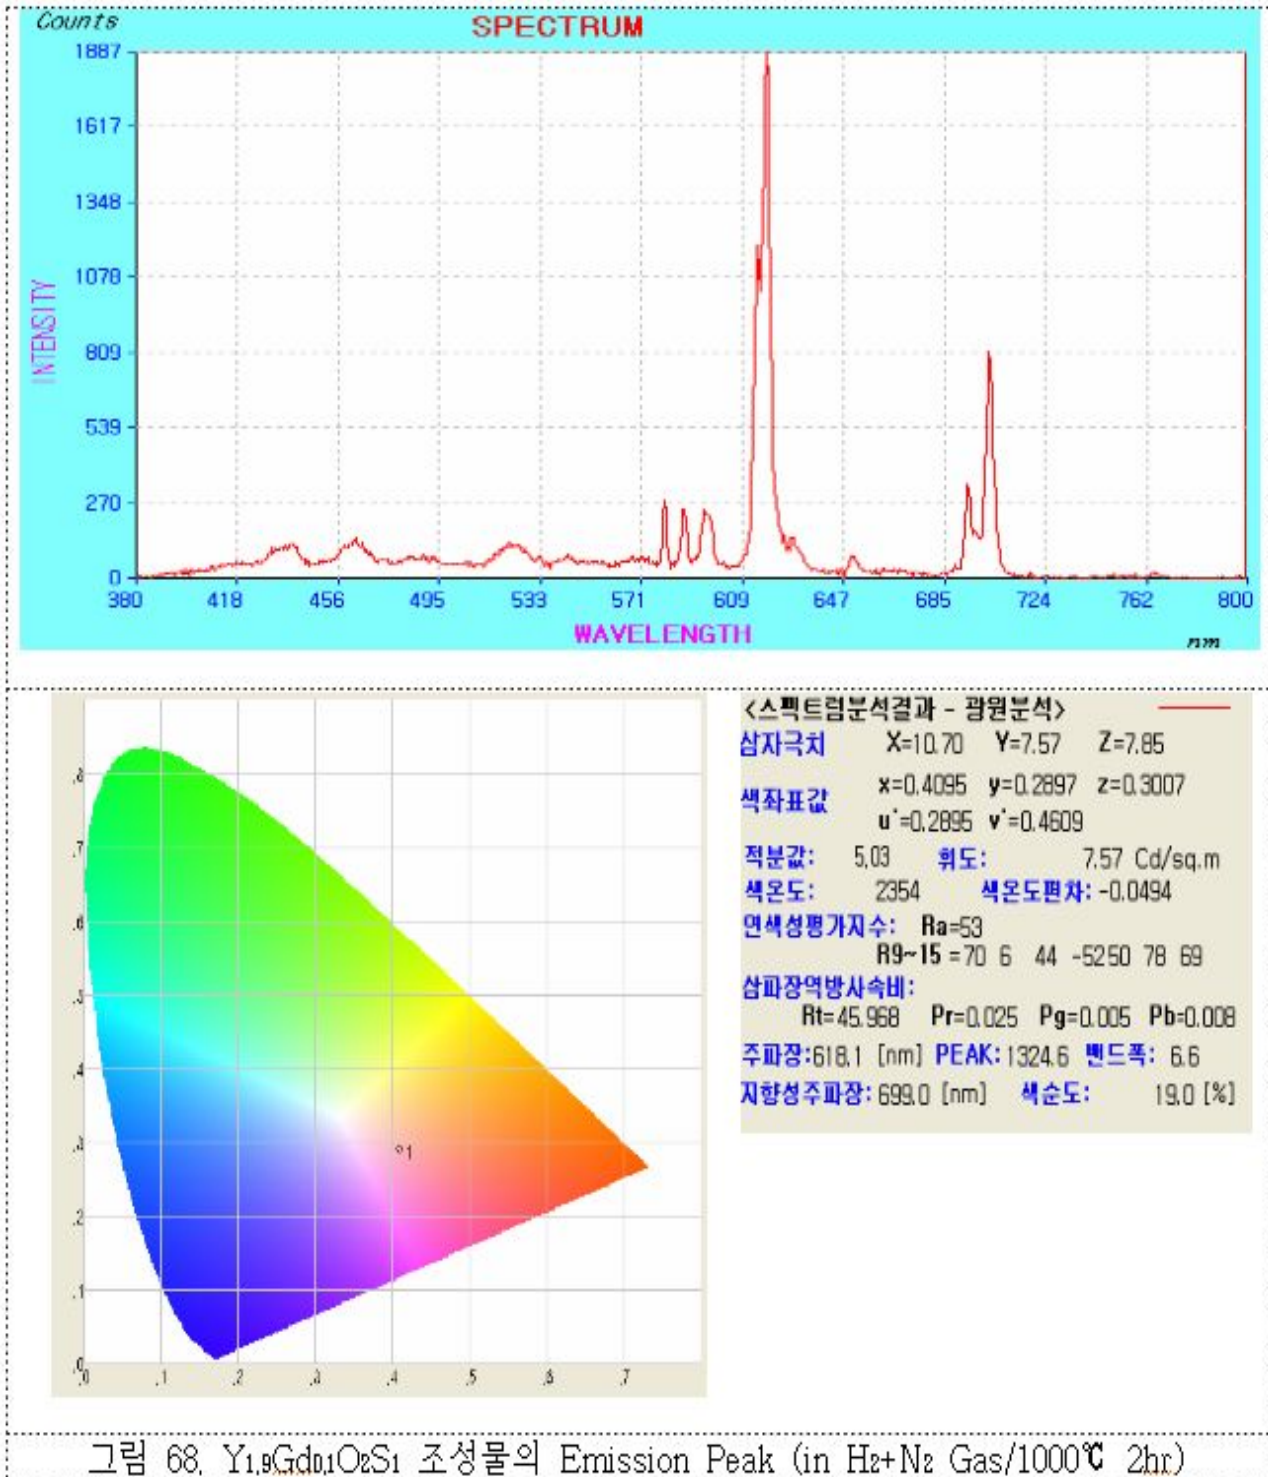 Counts
SPECTRUM
1887
1617
1348
1078
809
539
270
0
INTENSITY
380 418 456 495 533 571 609 647 685 724 762 800
WAVELENGTH
nm
.8
.7
.6
.5
.4
.3
.2
.1
.0
.0 .1 .2 .3 .4 .5 .6 .7
1
<스펙트럼분석결과 - 광원분석>
삼자극치 X=10.70 Y=7.57 Z=7.85
색좌표값 x=0.4095 y=0.2897 z=0.3007
u'=0.2895 v'=0.4609
적분값: 5.03 휘도: 7.57 Cd/sq.m
색온도: 2354 색온도편차: -0.0494
연색성평가지수: Ra=53
R9~15 =70 6 44 -5250 78 69
삼파장역방사속비:
Rt=45.968 Pr=0.025 Pg=0.005 Pb=0.008
주파장:618.1 [nm] PEAK:1324.6 밴드폭: 6.6
지향성주파장: 699.0 [nm] 색순도: 19.0 [%]
그림 68. Y1.9Gd0.1O2S1 조성물의 Emission Peak (in H2+N2 Gas/1000℃ 2hr)